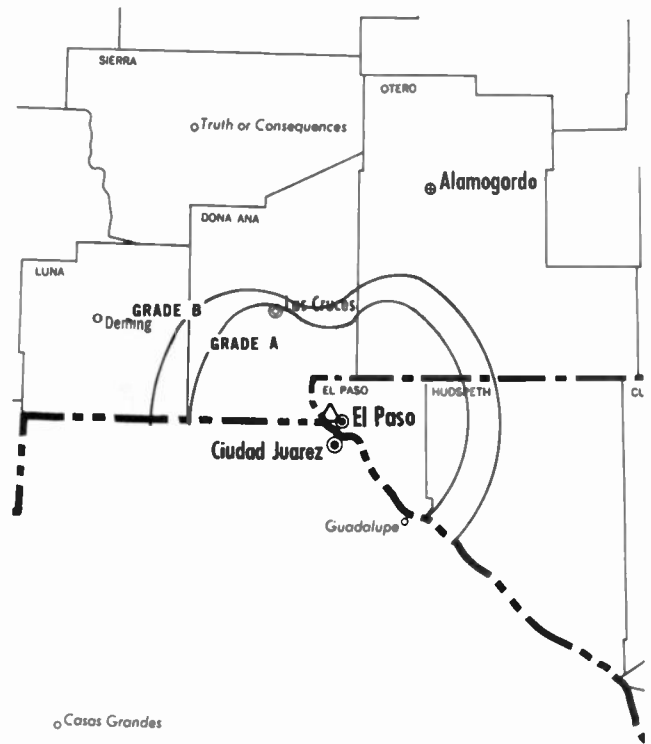 SIERRA
OTERO
Truth or Consequences
Alamogordo
DONA ANA
LUNA
GRADE B
Las Cruces
Deming
GRADE A
EL PASO
HUDSPETH
CU
El Paso
Ciudad Juarez
Guadalupe
Casas Grandes